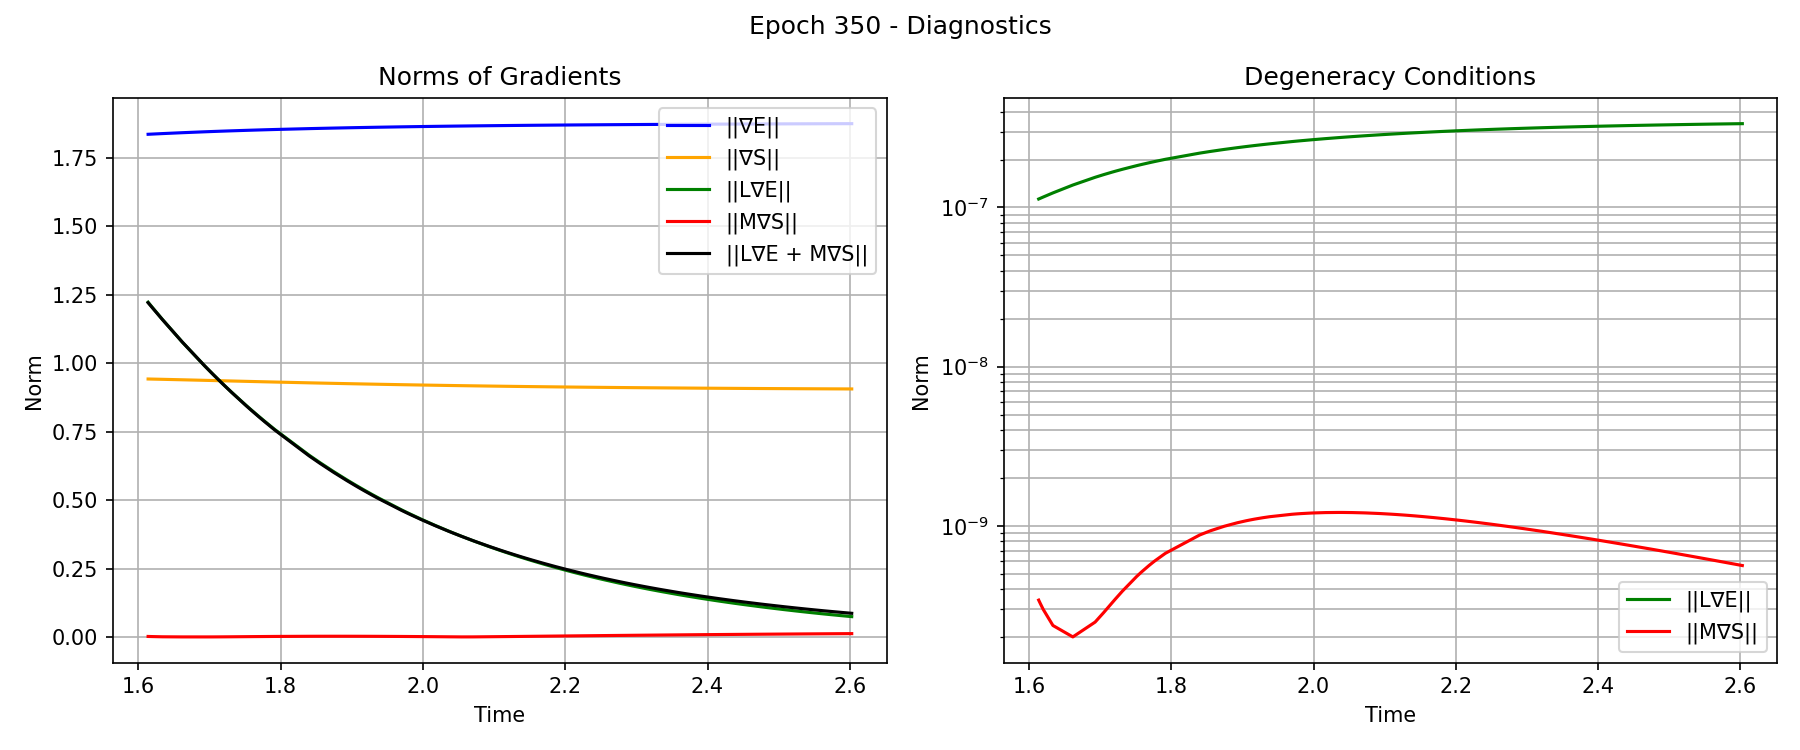 Epoch 350 - Diagnostics
Norms of Gradients
||∇E||
||∇S||
||L∇E||
||M∇S||
||L∇E + M∇S||
Norm
1.75
1.50
1.25
1.00
0.75
0.50
0.25
0.00
1.6 1.8 2.0 2.2 2.4 2.6
Time
Degeneracy Conditions
Norm
10⁻⁷
10⁻⁸
10⁻⁹
||L∇E||
||M∇S||
1.6 1.8 2.0 2.2 2.4 2.6
Time